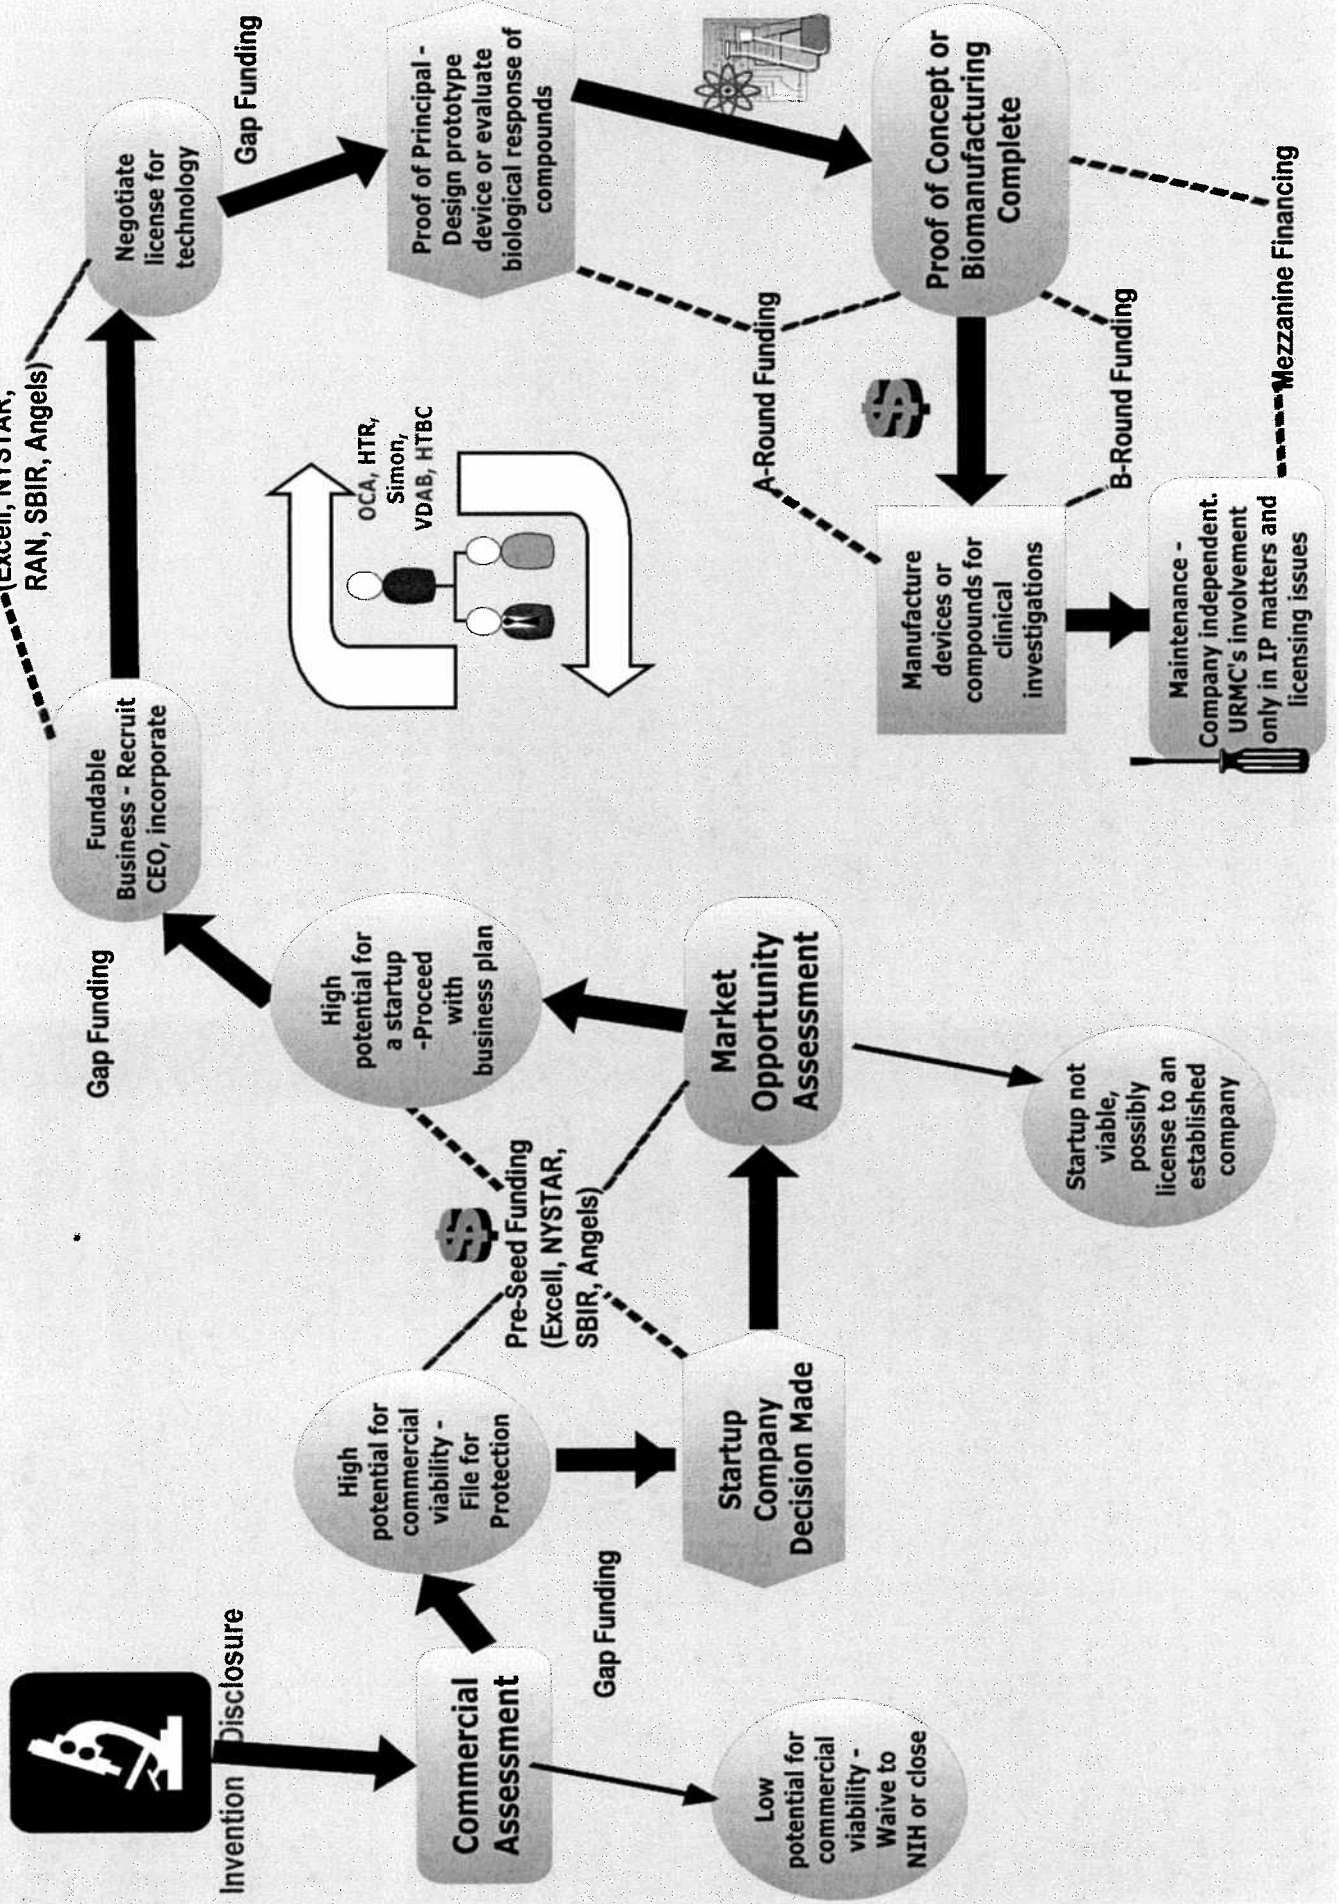 Invention Disclosure
Commercial
Assessment
Low
potential for
commercial
viability -
Waive to
NIH or close
Gap Funding
High
potential for
commercial
viability -
File for
Protection
Startup
Company
Decision Made
Pre-Seed Funding
(Excell, NYSTAR,
SBIR, Angels)
Market
Opportunity
Assessment
Startup not
viable,
possibly
license to an
established
company
High
potential for
a startup
-Proceed
with
business plan
Gap Funding
Fundable
Business - Recruit
CEO, incorporate
(Excell, NYSTAR,
RAN, SBIR, Angels)
Negotiate
license for
technology
Gap Funding
OCA, HTR,
Simon,
VDAB, HTBC
Proof of Principal -
Design prototype
device or evaluate
biological response of
compounds
A-Round Funding
Proof of Concept or
Biomanufacturing
Complete
$
$
Manufacture
devices or
compounds for
clinical
investigations
B-Round Funding
Maintenance -
Company independent.
URMC's involvement
only in IP matters and
licensing issues
Mezzanine Financing